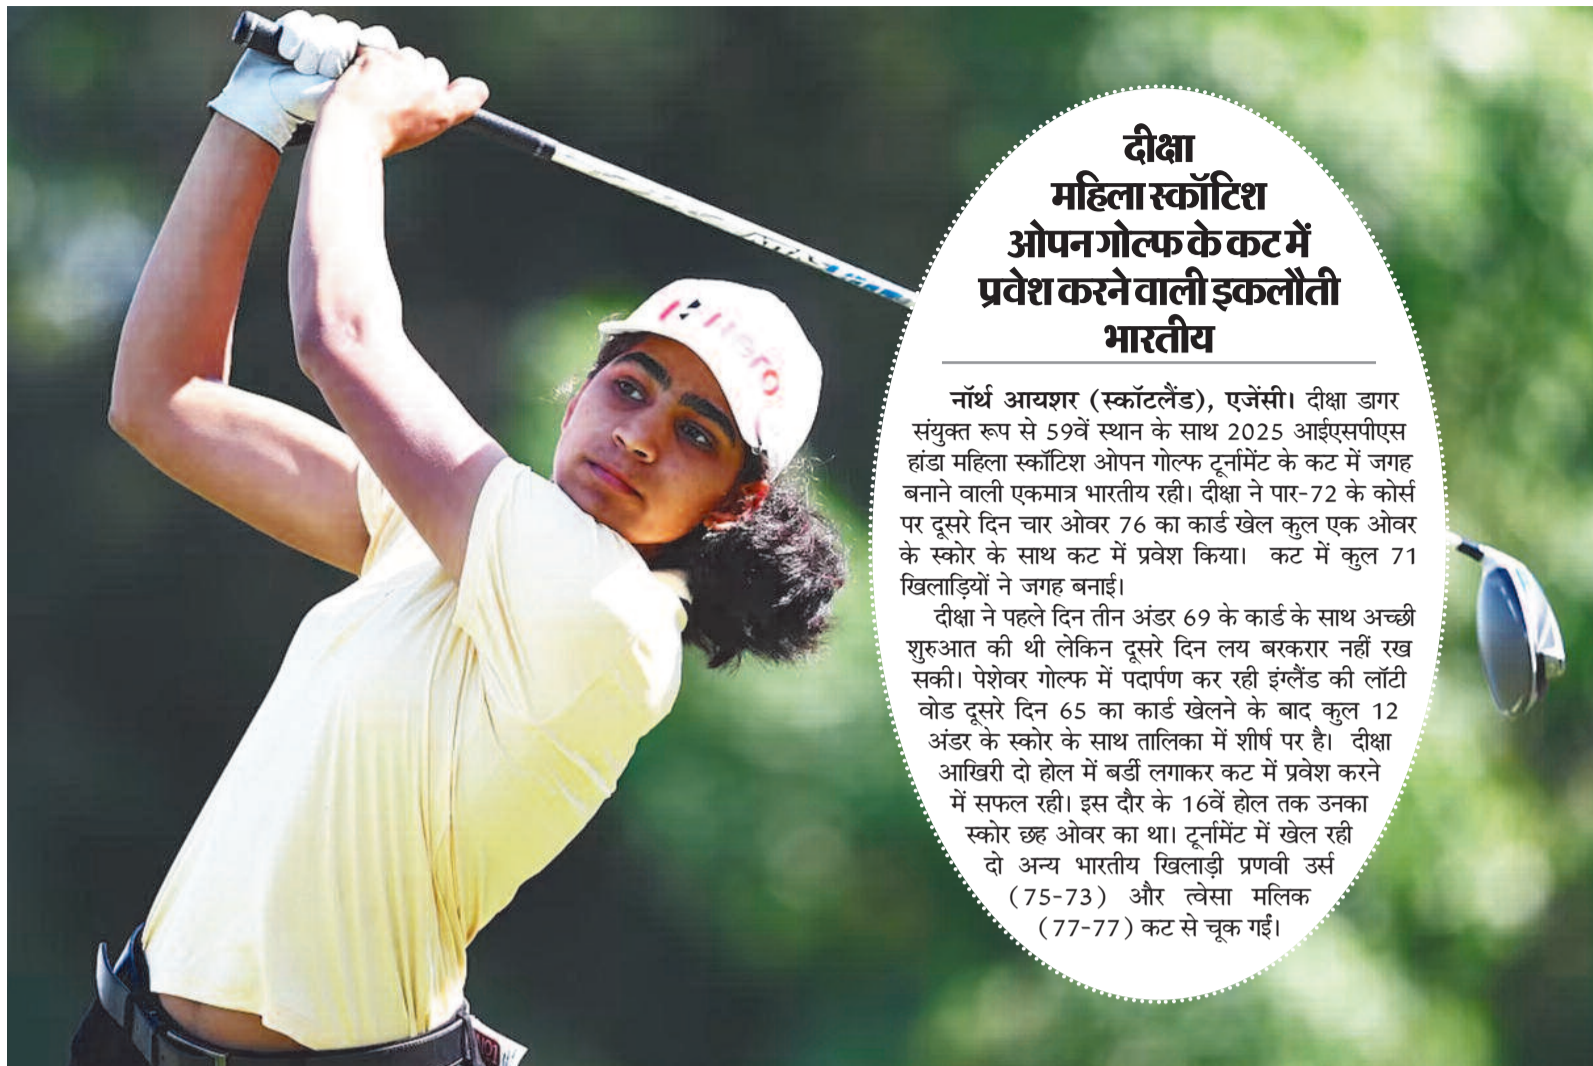 Hero
दीक्षा
महिला स्कॉटिश
ओपन गोल्फ के कट में
प्रवेश करने वाली इकलौती
भारतीय
नॉर्थ आयशर (स्कॉटलैंड), एजेंसी। दीक्षा डागर
संयुक्त रूप से 59वें स्थान के साथ 2025 आईएसपीएस
हांडा महिला स्कॉटिश ओपन गोल्फ टूर्नामेंट के कट में जगह
बनाने वाली एकमात्र भारतीय रही। दीक्षा ने पार-72 के कोर्स
पर दूसरे दिन चार ओवर 76 का कार्ड खेल कुल एक ओवर
के स्कोर के साथ कट में प्रवेश किया। कट में कुल 71
खिलाड़ियों ने जगह बनाई।
दीक्षा ने पहले दिन तीन अंडर 69 के कार्ड के साथ अच्छी
शुरुआत की थी लेकिन दूसरे दिन लय बरकरार नहीं रख
सकी। पेशेवर गोल्फ में पदार्पण कर रही इंग्लैंड की लॉटी
वोड दूसरे दिन 65 का कार्ड खेलने के बाद कुल 12
अंडर के स्कोर के साथ तालिका में शीर्ष पर है। दीक्षा
आखिरी दो होल में बर्डी लगाकर कट में प्रवेश करने
में सफल रही। इस दौर के 16वें होल तक उनका
स्कोर छह ओवर का था। टूर्नामेंट में खेल रही
दो अन्य भारतीय खिलाड़ी प्रणवी उर्स
(75-73) और त्वेसा मलिक
(77-77) कट से चूक गईं।